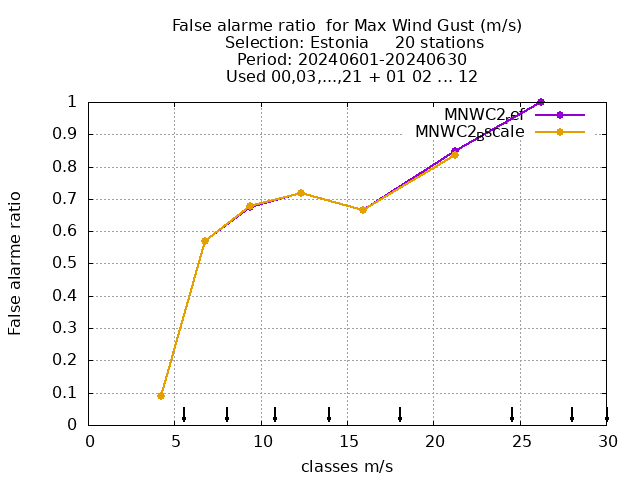 False alarme ratio  for Max Wind Gust (m/s)
Selection: Estonia     20 stations
Period: 20240601-20240630
Used 00,03,...,21 + 01 02 ... 12
1
0.9
0.8
0.7
0.6
0.5
0.4
0.3
0.2
0.1
0
False alarme ratio
MNWC2
MNWC2
0 5 10 15 20 25 30
classes m/s